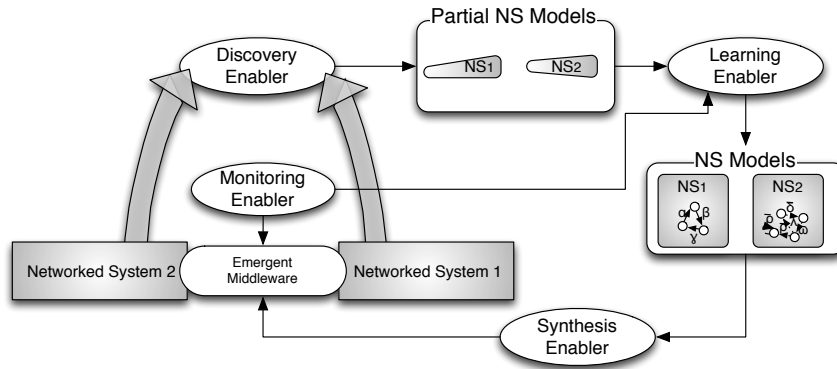 Partial NS Models
Discovery
Enabler
NS1
NS2
Learning
Enabler
Monitoring
Enabler
NS Models
NS1
NS2
α
β
γ
δ
ω
Networked System 2
Emergent
Middleware
Networked System 1
Synthesis
Enabler